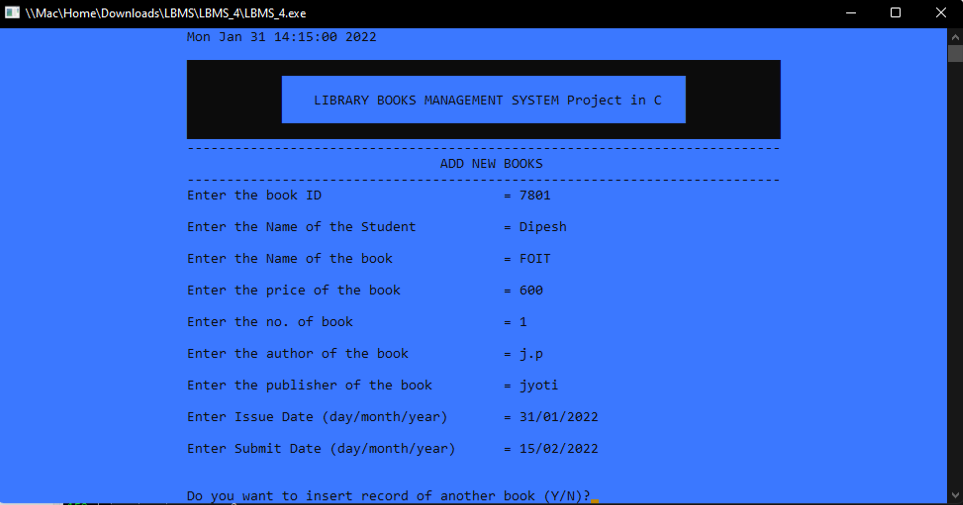 \\Mac\Home\Downloads\LBMS\LBMS_4\LBMS_4.exe
Mon Jan 31 14:15:00 2022
LIBRARY BOOKS MANAGEMENT SYSTEM Project in C
---------------------------------------------------------------------------
ADD NEW BOOKS
---------------------------------------------------------------------------
Enter the book ID = 7801
Enter the Name of the Student = Dipesh
Enter the Name of the book = FOIT
Enter the price of the book = 600
Enter the no. of book = 1
Enter the author of the book = j.p
Enter the publisher of the book = jyoti
Enter Issue Date (day/month/year) = 31/01/2022
Enter Submit Date (day/month/year) = 15/02/2022
Do you want to insert record of another book (Y/N)?